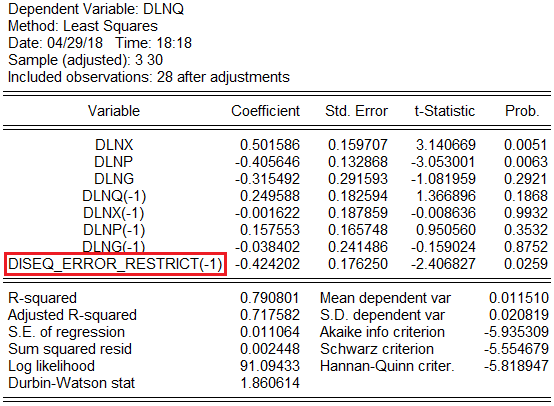 Dependent Variable: DLNQ
Method: Least Squares
Date: 04/29/18 Time: 18:18
Sample (adjusted): 3 30
Included observations: 28 after adjustments
Variable Coefficient Std. Error t-Statistic Prob.
DLNX 0.501586 0.159707 3.140669 0.0051
DLNP -0.405646 0.132868 -3.053001 0.0063
DLNG -0.315492 0.291593 -1.081959 0.2921
DLNQ(-1) 0.249588 0.182594 1.366896 0.1868
DLNX(-1) -0.001622 0.187859 -0.008636 0.9932
DLNP(-1) 0.157553 0.165748 0.950560 0.3532
DLNG(-1) -0.038402 0.241486 -0.159024 0.8752
DISEQ_ERROR_RESTRICT(-1) -0.424202 0.176250 -2.406827 0.0259
R-squared 0.790801 Mean dependent var 0.011510
Adjusted R-squared 0.717582 S.D. dependent var 0.020819
S.E. of regression 0.011064 Akaike info criterion -5.935309
Sum squared resid 0.002448 Schwarz criterion -5.554679
Log likelihood 91.09433 Hannan-Quinn criter. -5.818947
Durbin-Watson stat 1.860614